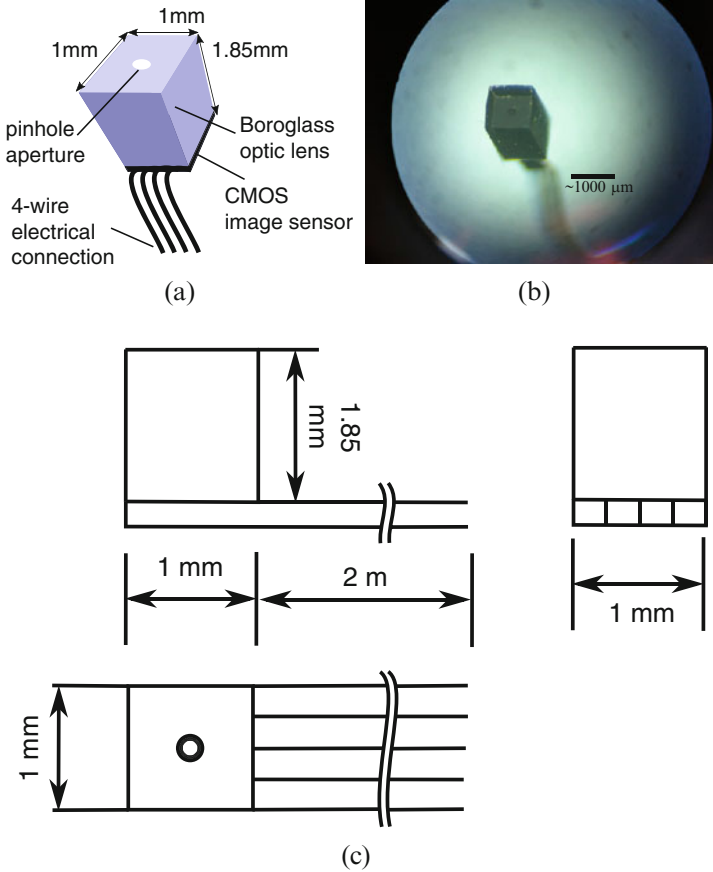 1mm
1mm
1.85mm
pinhole
aperture
Boroglass
optic lens
CMOS
image sensor
4-wire
electrical
connection
(a)
~1000 μm
(b)
1.85
mm
1 mm
2 m
1 mm
1 mm
(c)